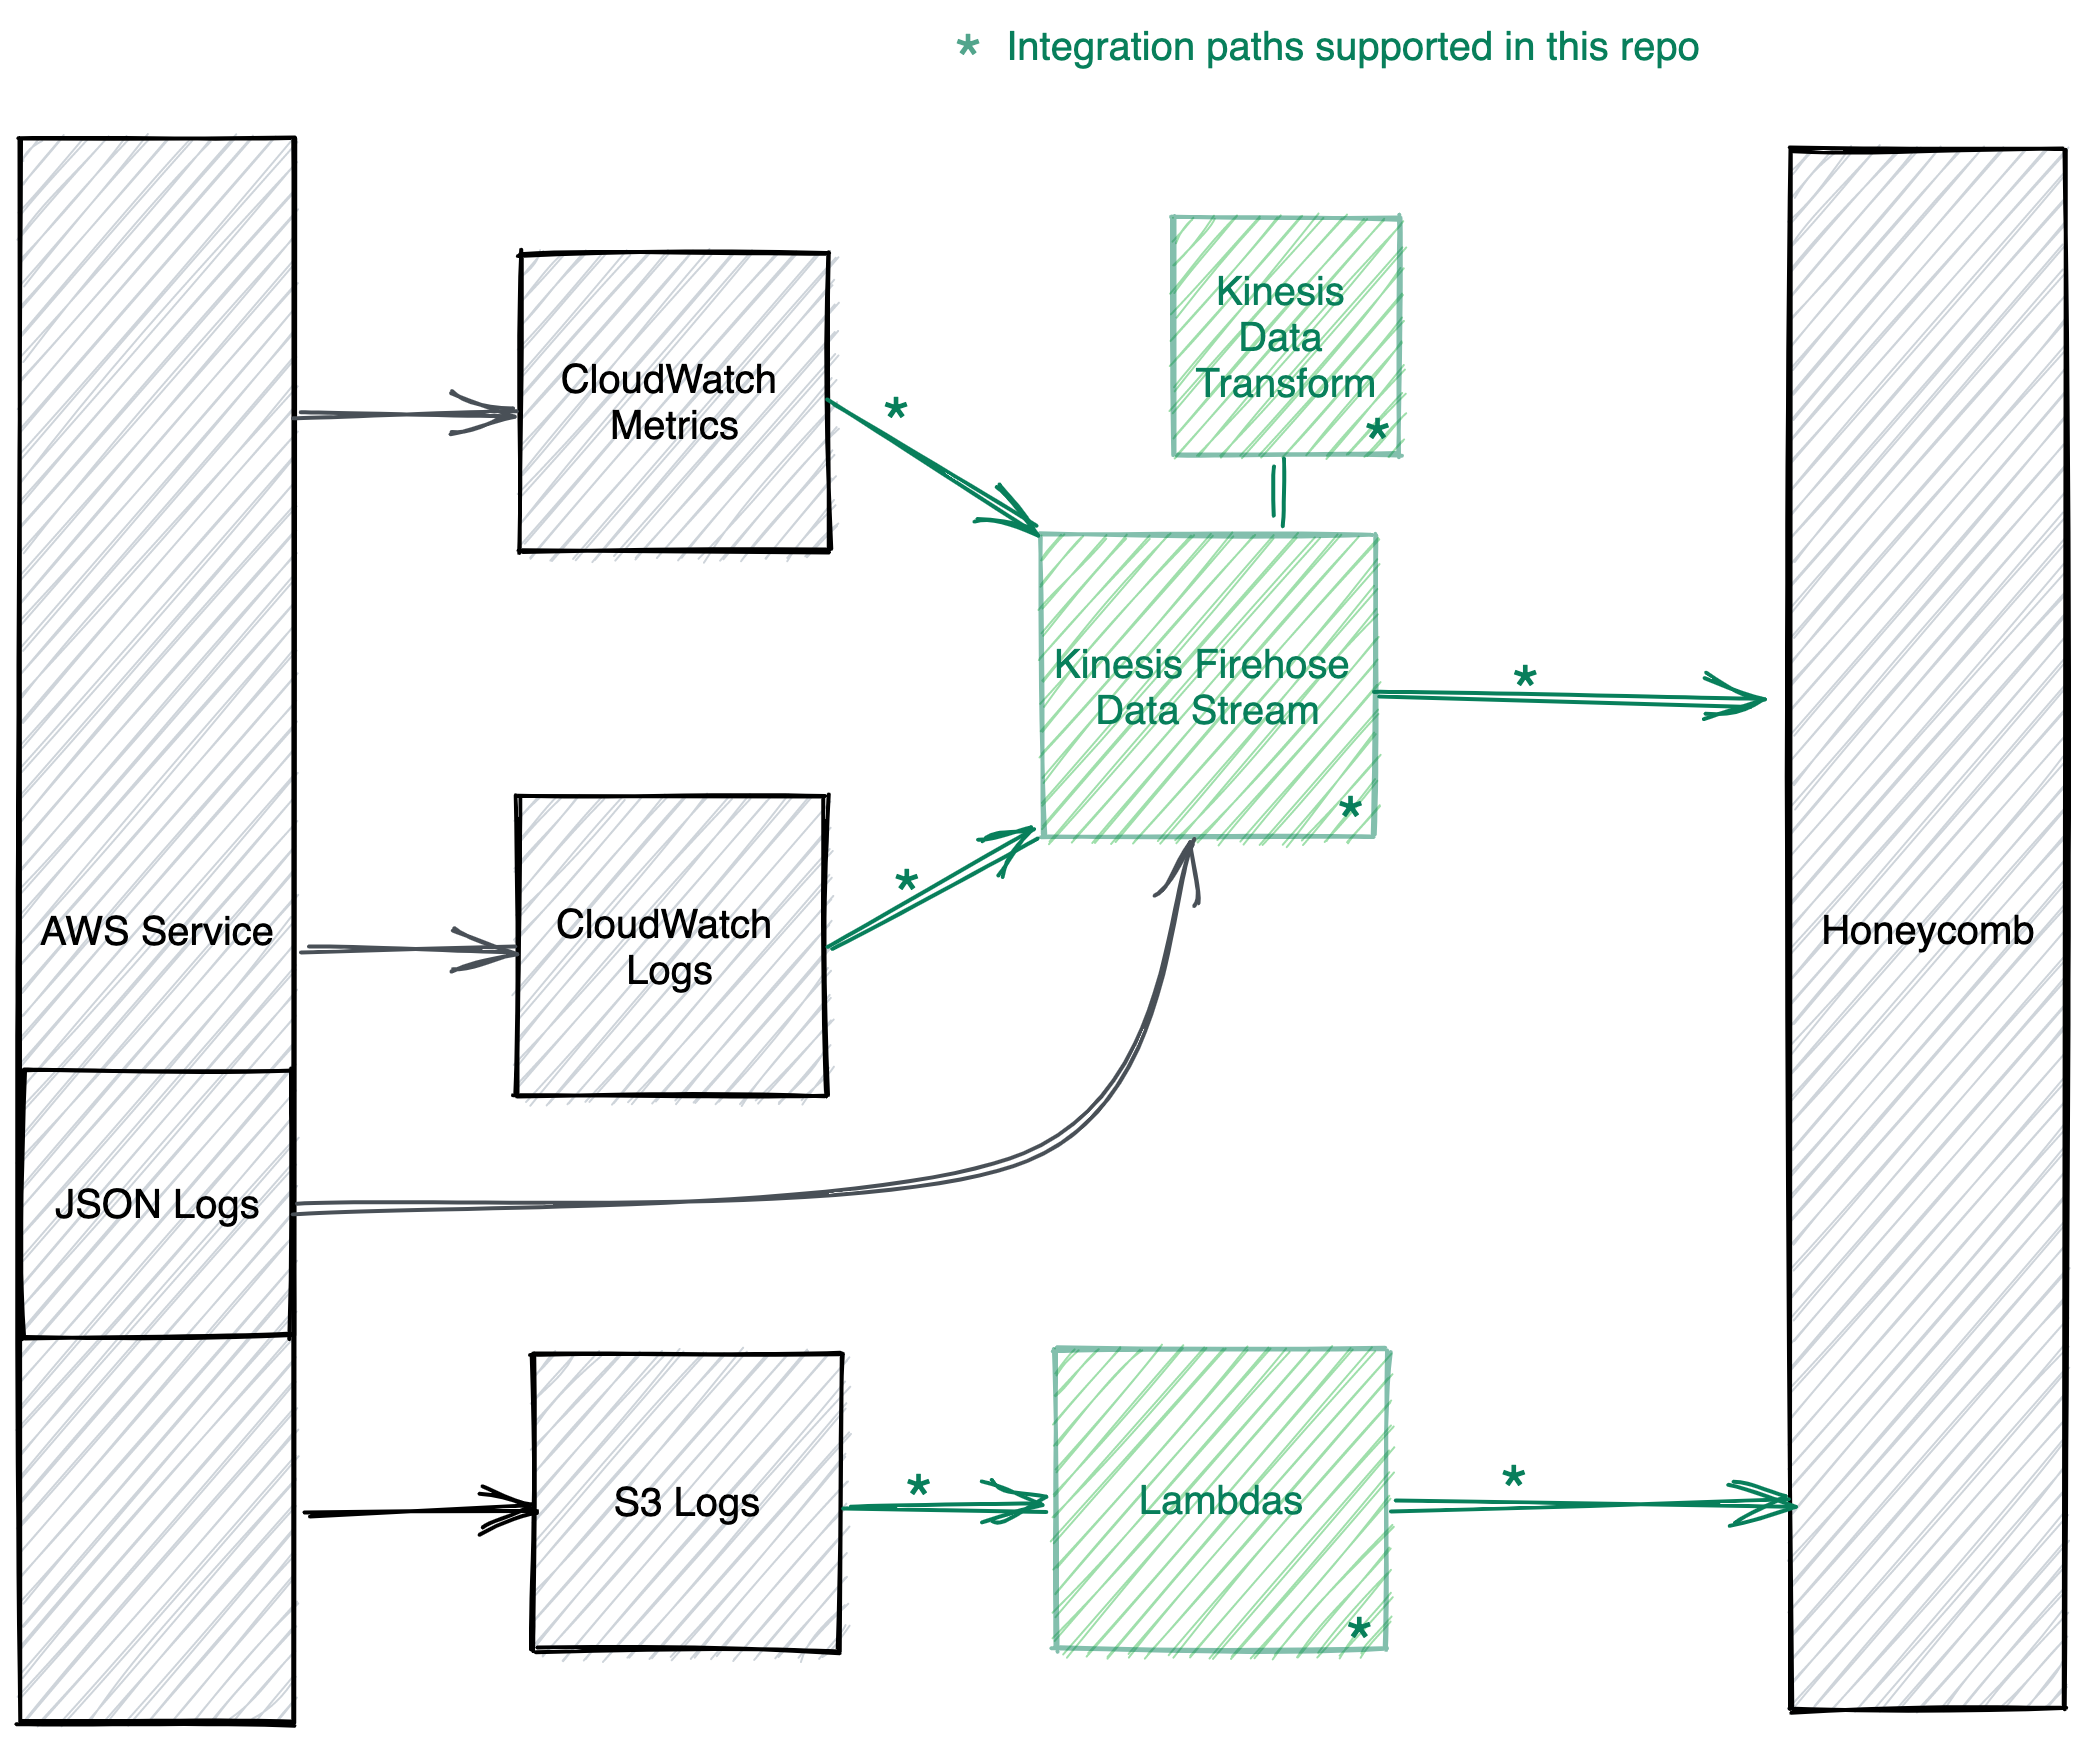 * Integration paths supported in this repo
Kinesis
Data
Transform
*
CloudWatch
Metrics
*
Kinesis Firehose
Data Stream
*
*
AWS Service
CloudWatch
Logs
*
Honeycomb
JSON Logs
S3 Logs
*
Lambdas
*
*